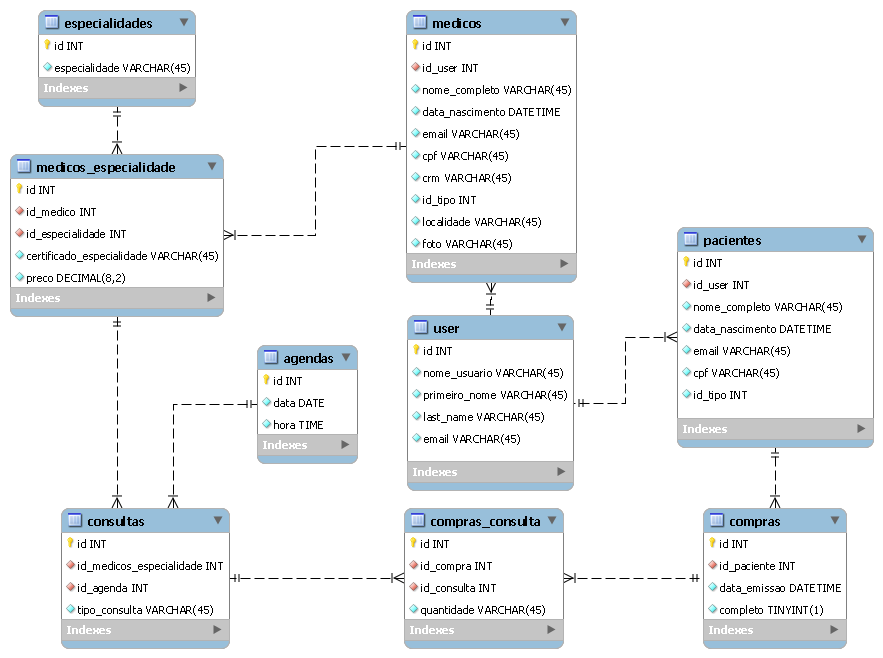 especialidades
id INT
especialidade VARCHAR(45)
Indexes
medicos
id INT
id_user INT
nome_completo VARCHAR(45)
data_nascimento DATETIME
email VARCHAR(45)
cpf VARCHAR(45)
crm VARCHAR(45)
id_tipo INT
localidade VARCHAR(45)
foto VARCHAR(45)
Indexes
medicos_especialidade
id INT
id_medico INT
id_especialidade INT
certificado_especialidade VARCHAR(45)
preco DECIMAL(8,2)
Indexes
pacientes
id INT
id_user INT
nome_completo VARCHAR(45)
data_nascimento DATETIME
email VARCHAR(45)
cpf VARCHAR(45)
id_tipo INT
Indexes
user
id INT
nome_usuario VARCHAR(45)
primeiro_nome VARCHAR(45)
last_name VARCHAR(45)
email VARCHAR(45)
Indexes
agendas
id INT
data DATE
hora TIME
Indexes
consultas
id INT
id_medicos_especialidade INT
id_agenda INT
tipo_consulta VARCHAR(45)
Indexes
compras_consulta
id INT
id_compra INT
id_consulta INT
quantidade VARCHAR(45)
Indexes
compras
id INT
id_paciente INT
data_emissao DATETIME
completo TINYINT(1)
Indexes